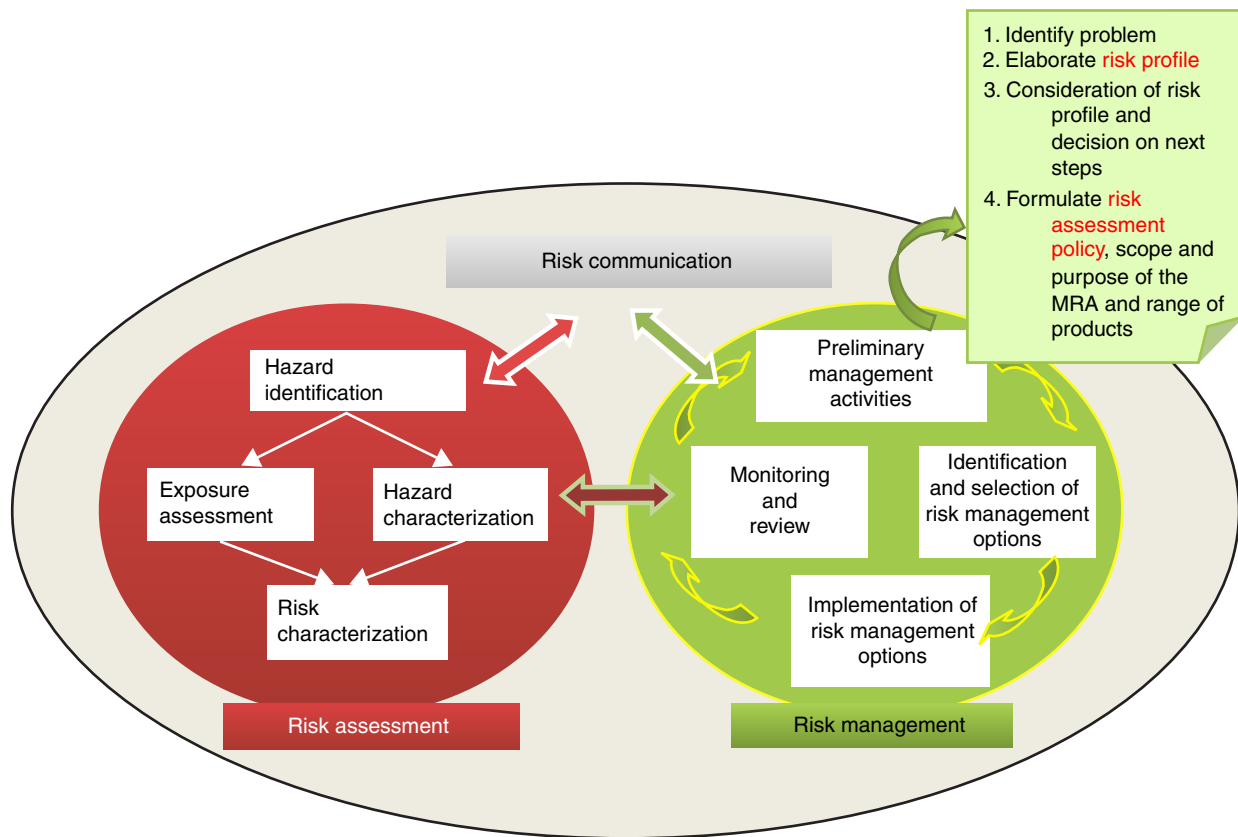 1. Identify problem
2. Elaborate risk profile
3. Consideration of risk
profile and
decision on next
steps
4. Formulate risk
assessment
policy, scope and
purpose of the
MRA and range of
products
Risk communication
Hazard
identification
Exposure
assessment
Hazard
characterization
Risk
characterization
Risk assessment
Preliminary
management
activities
Monitoring
and
review
Identification
and selection of
risk management
options
Implementation of
risk management
options
Risk management